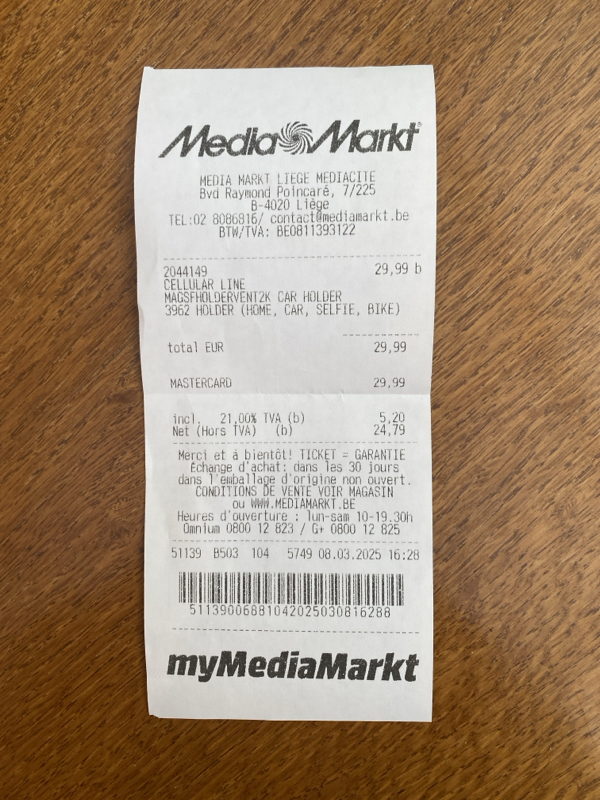 MediaMarkt
MEDIA MARKT LIEGE MEDIACITE
Bvd Raymond Poincaré, 7/225
B-4020 Liège
TEL:02 8086816/ contact@mediamarkt.be
BTW/TVA: BE0811393122
2044149 29,99 b
CELLULAR LINE
MAGSFHOLDERVENT2K CAR HOLDER
3962 HOLDER (HOME, CAR, SELFIE, BIKE)
total EUR 29,99
MASTERCARD 29,99
incl. 21,00% TVA (b) 5,20
Net (Hors TVA) (b) 24,79
Merci et à bientôt! TICKET = GARANTIE
Échange d'achat: dans les 30 jours
dans l'emballage d'origine non ouvert.
CONDITIONS DE VENTE VOIR MAGASIN
ou WWW.MEDIAMARKT.BE
Heures d'ouverture : lun-sam 10-19.30h
Omnium 0800 12 823 / G+ 0800 12 825
51139 B503 104 5749 08.03.2025 16:28
51139006881042025030816288
myMediaMarkt